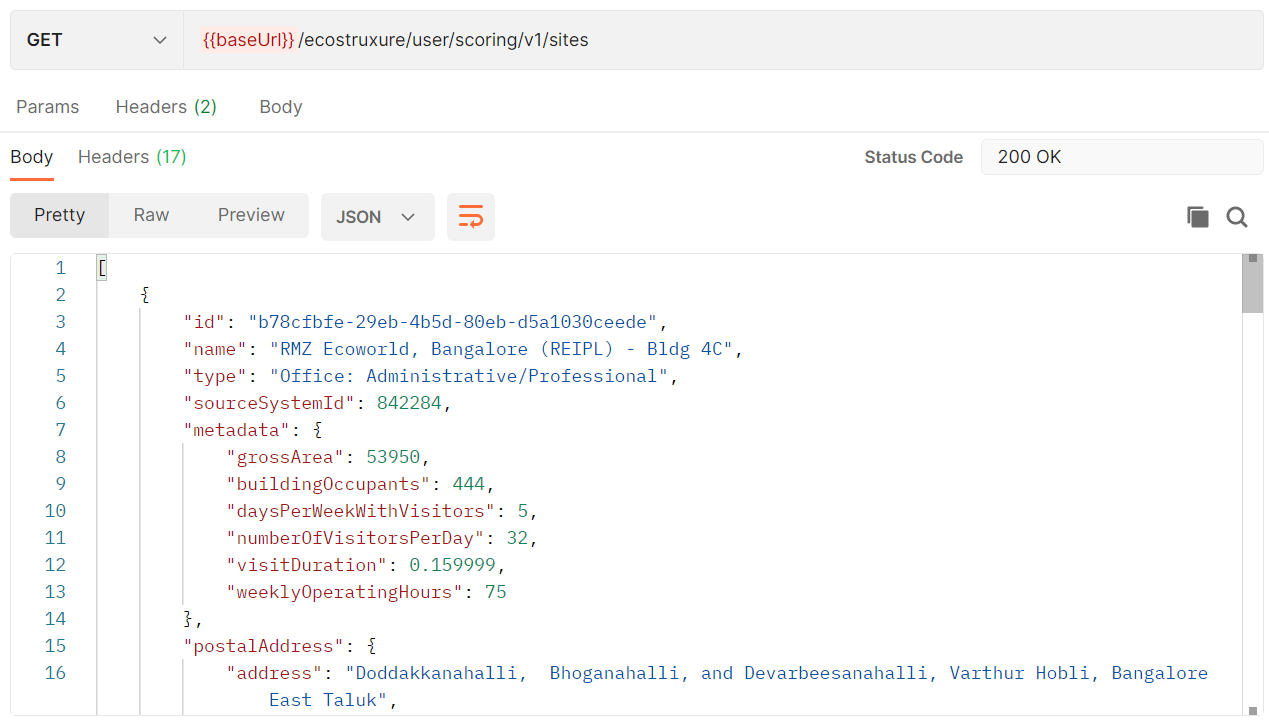 GET {{baseUrl}}/ecostruxure/user/scoring/v1/sites
Params Headers (2) Body
Body Headers (17) Status Code 200 OK
Pretty Raw Preview JSON
1 [
2 {
3 "id": "b78cfbfe-29eb-4b5d-80eb-d5a1030ceede",
4 "name": "RMZ Ecoworld, Bangalore (REIPL) - Bldg 4C",
5 "type": "Office: Administrative/Professional",
6 "sourceSystemId": 842284,
7 "metadata": {
8 "grossArea": 53950,
9 "buildingOccupants": 444,
10 "daysPerWeekWithVisitors": 5,
11 "numberOfVisitorsPerDay": 32,
12 "visitDuration": 0.159999,
13 "weeklyOperatingHours": 75
14 },
15 "postalAddress": {
16 "address": "Doddakkanahalli,  Bhoganahalli, and Devarbeesanahalli, Varthur Hobli, Bangalore
East Taluk",